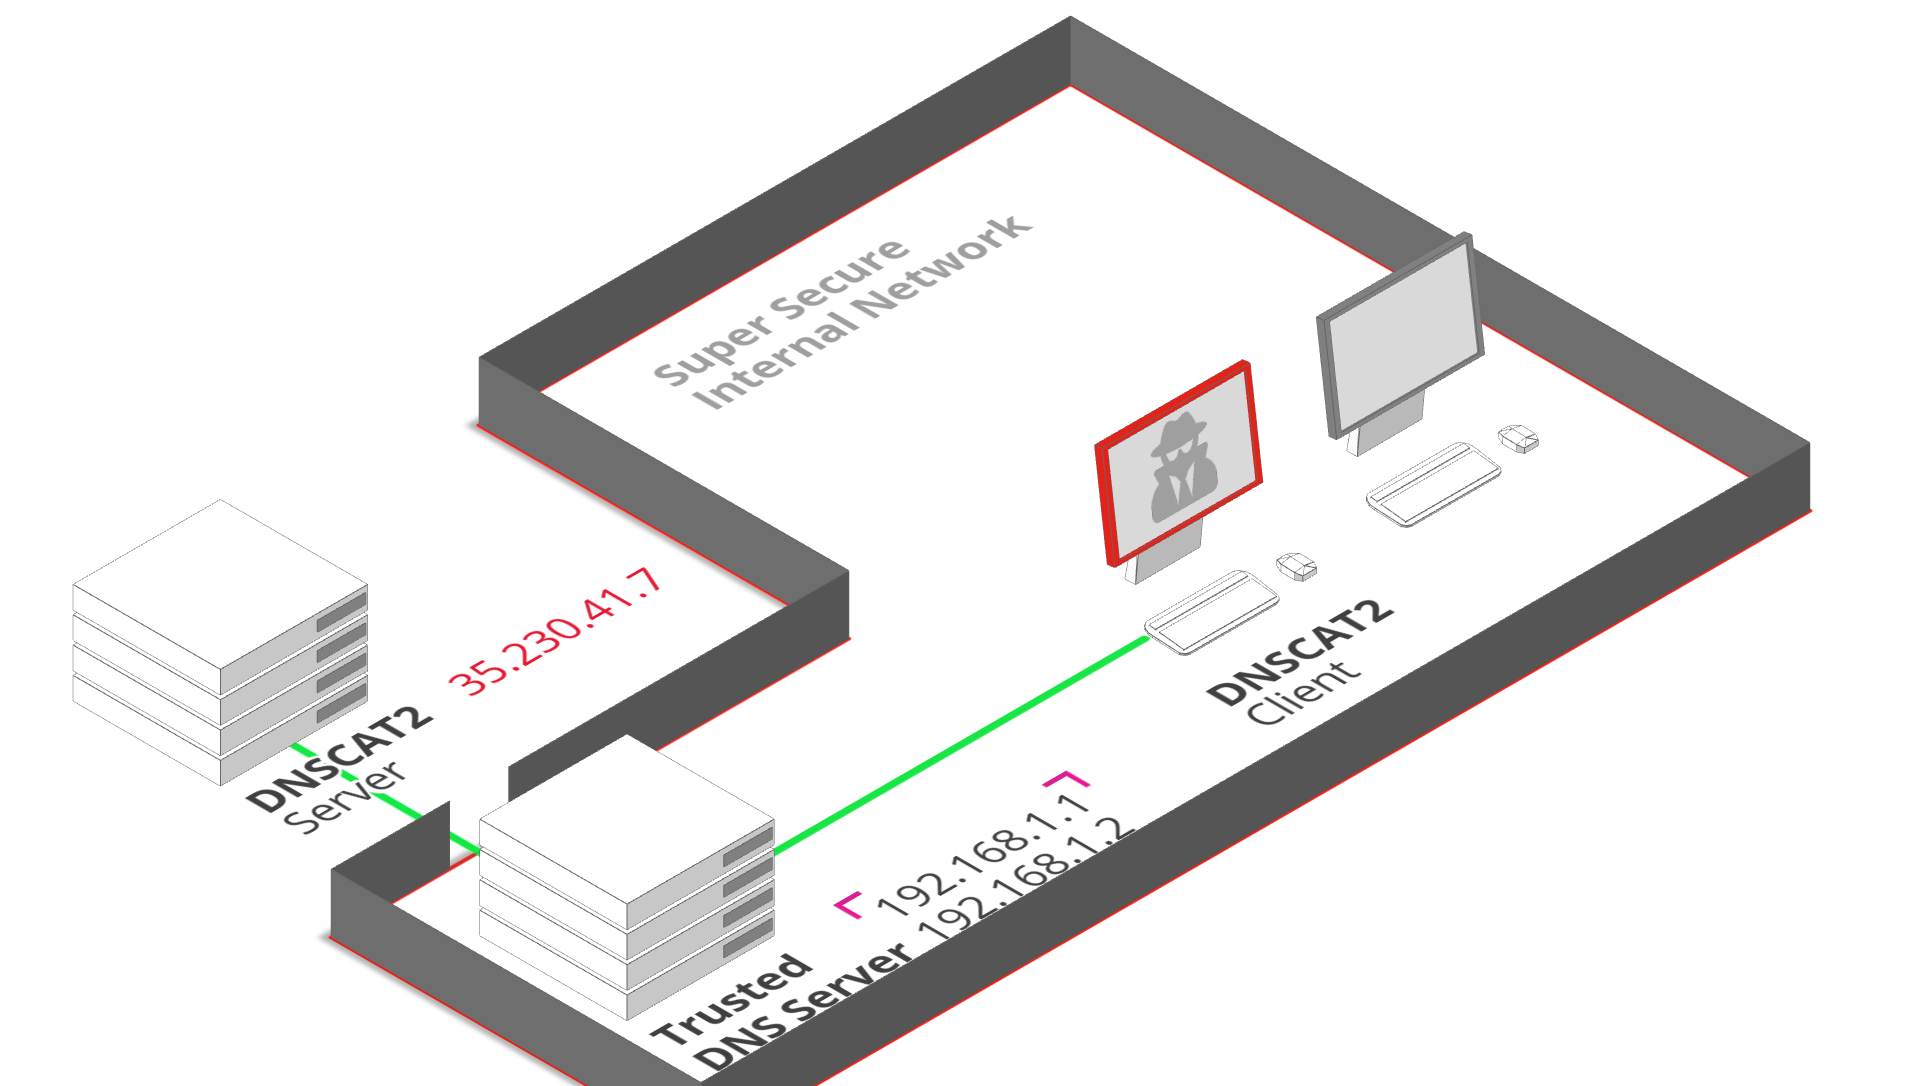 Super Secure
Internal Network
35.230.41.7
DNSCAT2
Server
DNSCAT2
Client
192.168.1.1
192.168.1.2
Trusted
DNS Server